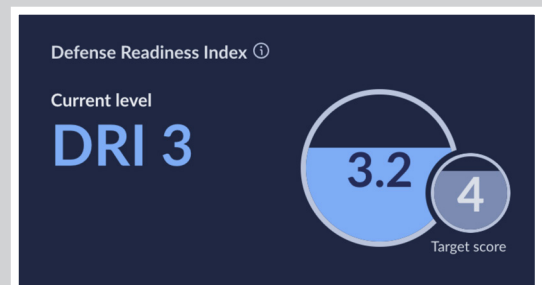 Defense Readiness Index
Current level
DRI 3
3.2
4
Target score